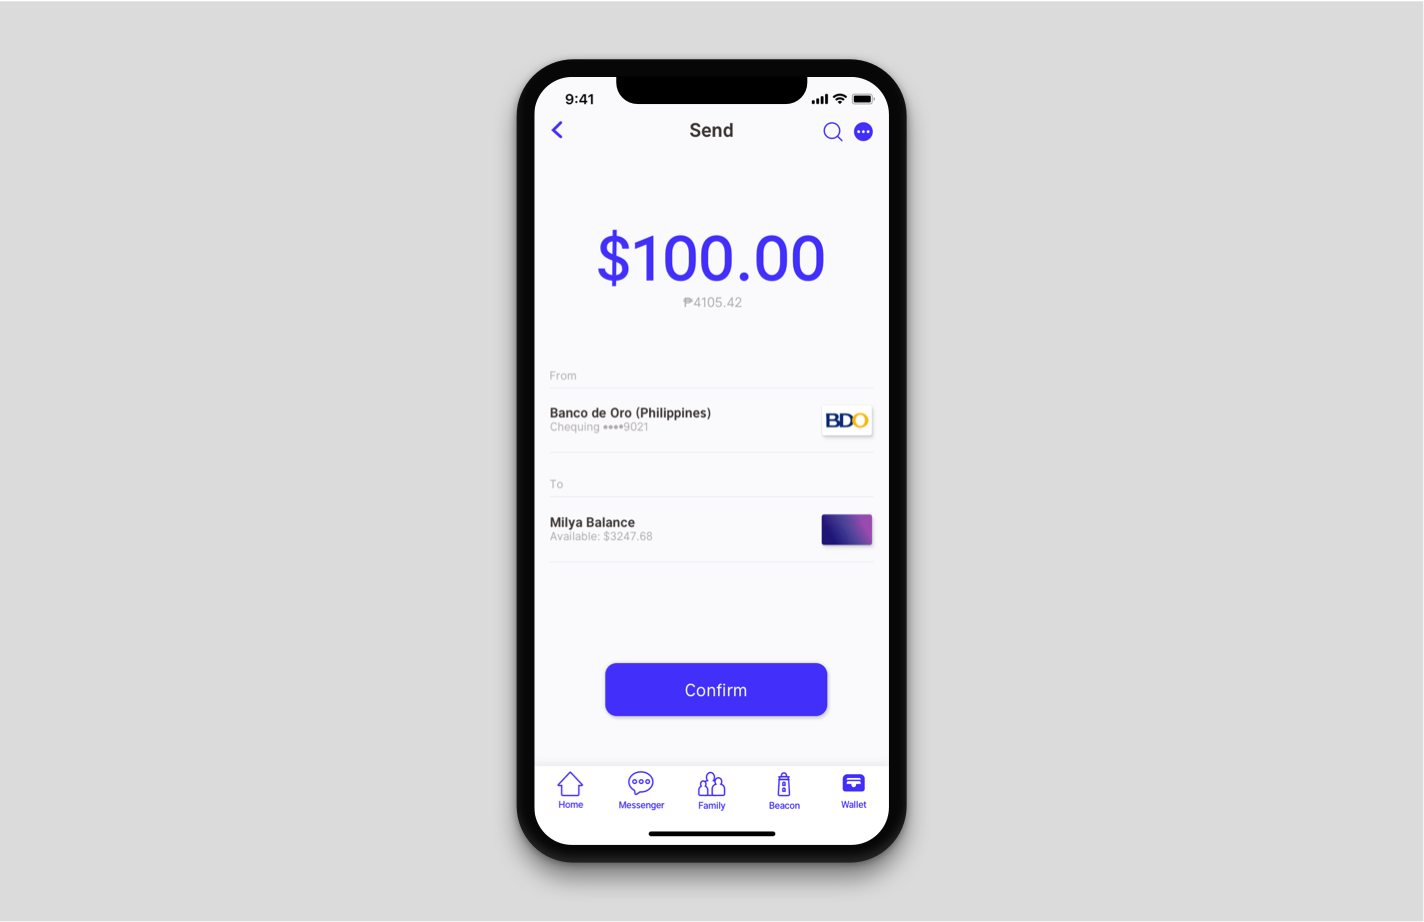 9:41
Send
$100.00
₱4105.42
From
Banco de Oro (Philippines)
Chequing ••••9021
BDO
To
Milya Balance
Available: $3247.68
Confirm
Home Messenger Family Beacon Wallet